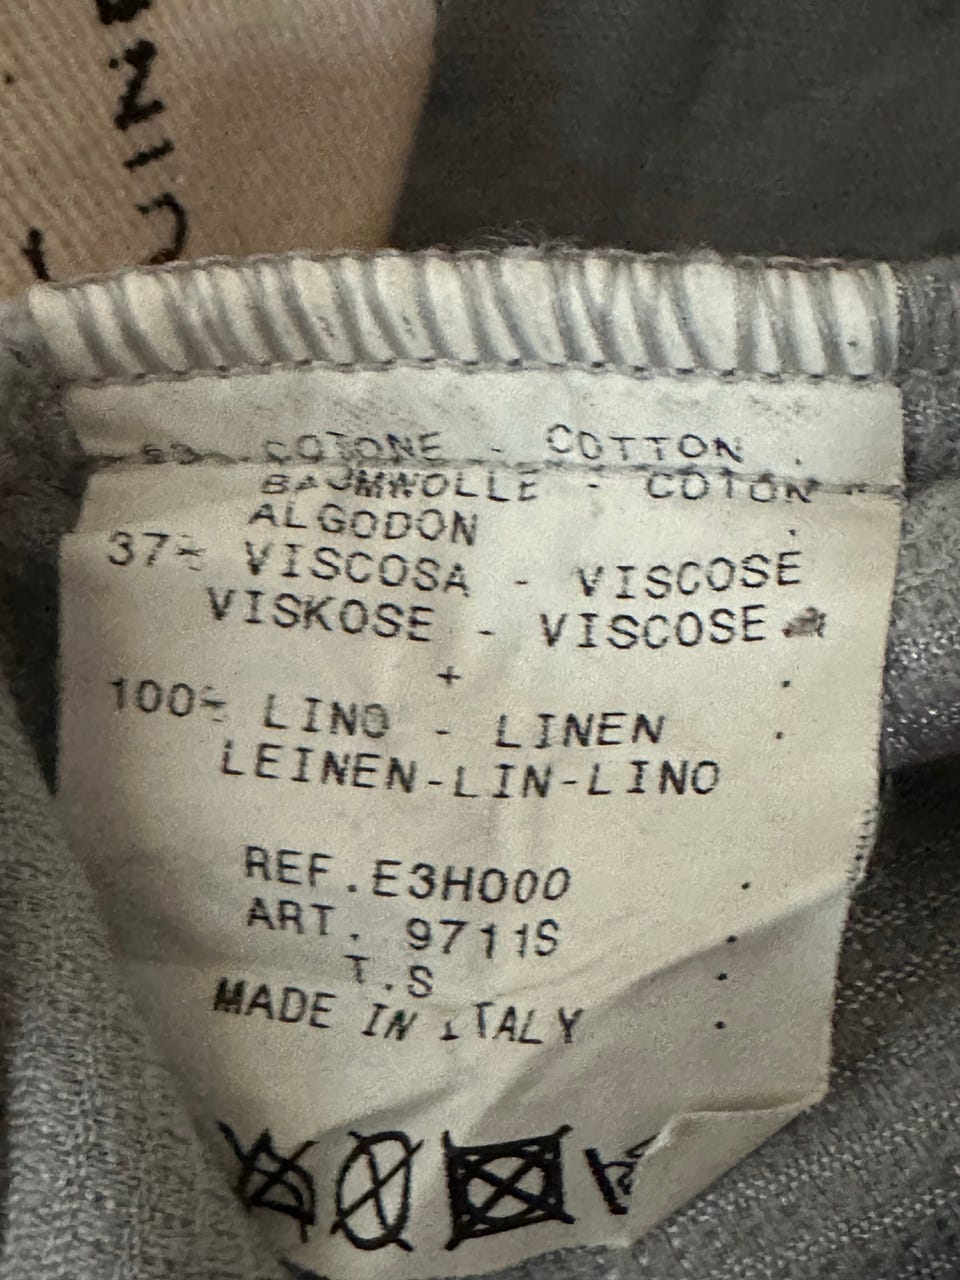 COTONE - COTTON
BAUMWOLLE - COTON
ALGODON
37% VISCOSA - VISCOSE
VISKOSE - VISCOSE
+
100% LINO - LINEN
LEINEN-LIN-LINO
REF.E3H000
ART. 9711S
T.S
MADE IN ITALY